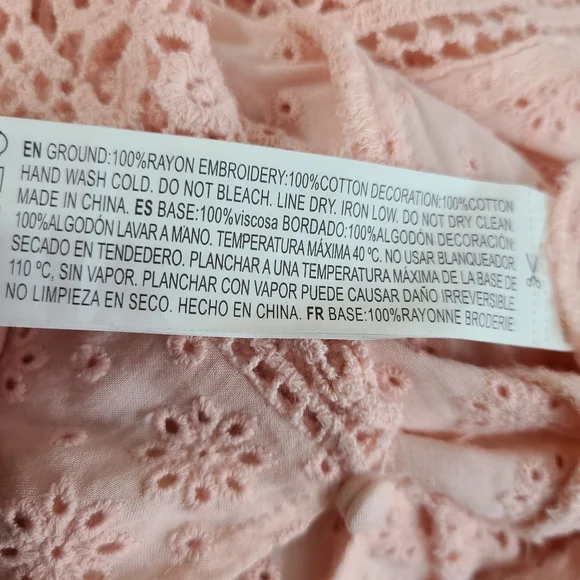 EN GROUND:100%RAYON EMBROIDERY:100%COTTON DECORATION:100%COTTON
HAND WASH COLD. DO NOT BLEACH. LINE DRY. IRON LOW. DO NOT DRY CLEAN.
MADE IN CHINA. ES BASE:100%viscosa BORDADO:100%ALGODÓN DECORACIÓN:
100%ALGODÓN LAVAR A MANO. TEMPERATURA MÁXIMA 40 ºC. NO USAR BLANQUEADOR.
SECADO EN TENDEDERO. PLANCHAR A UNA TEMPERATURA MÁXIMA DE LA BASE DE
110 ºC, SIN VAPOR. PLANCHAR CON VAPOR PUEDE CAUSAR DAÑO IRREVERSIBLE.
NO LIMPIEZA EN SECO. HECHO EN CHINA. FR BASE:100%RAYONNE BRODERIE: